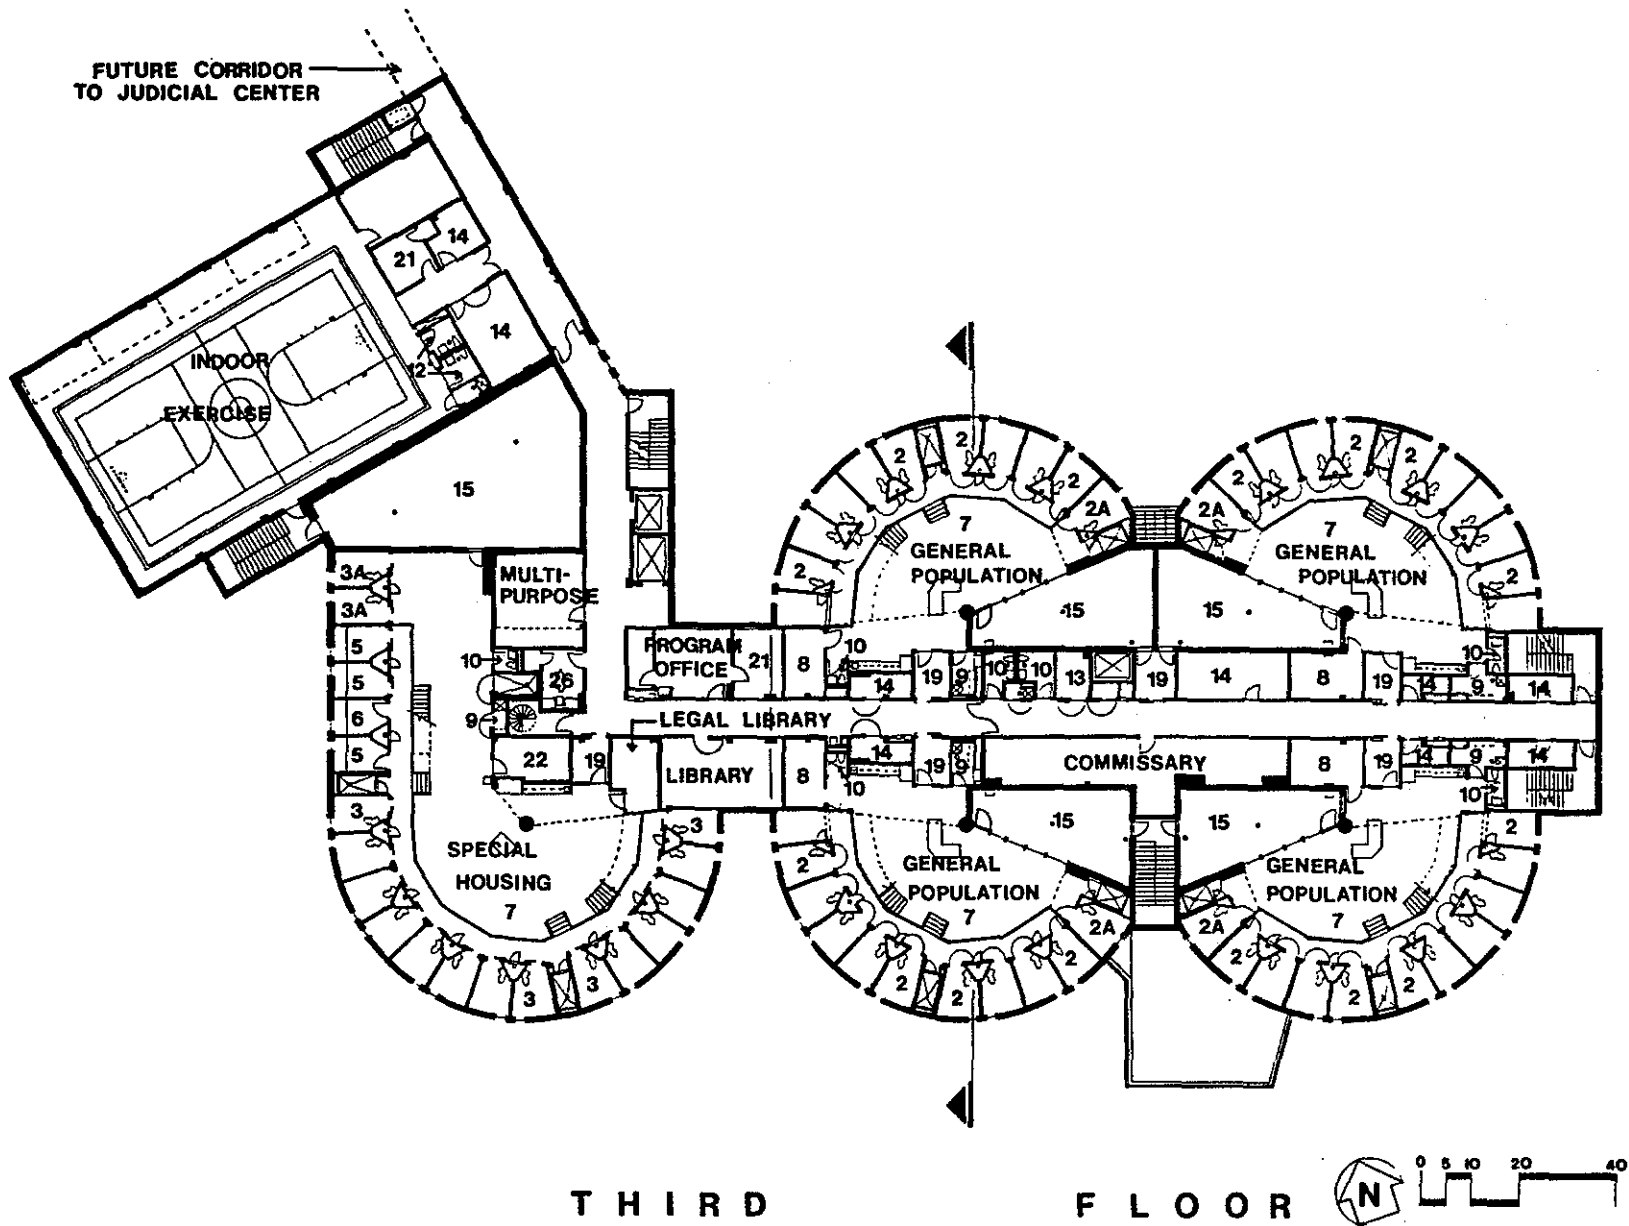 FUTURE CORRIDOR
TO JUDICIAL CENTER
14
21
14
INDOOR
12
EXERCISE
15
2 2 2 2 2 2
2A 2A
7 7
GENERAL GENERAL
POPULATION POPULATION
2 2
3A MULTI-
PURPOSE
3A
15 15
5 PROGRAM 10 10
10 OFFICE 21 8 19 9 10 10 13 19 14 8 19 14 9 14
5 26 14
6 9 LEGAL LIBRARY
5 22 19 LIBRARY 8 14 19 9 COMMISSARY 8 19 14 9 14
10 10
3 3 15 15 2
SPECIAL GENERAL GENERAL
HOUSING 2 POPULATION POPULATION
7 7 7
2A 2A
2 2 2 2
3 3 2 2 2
0 5 10 20 40
THIRD FLOOR N